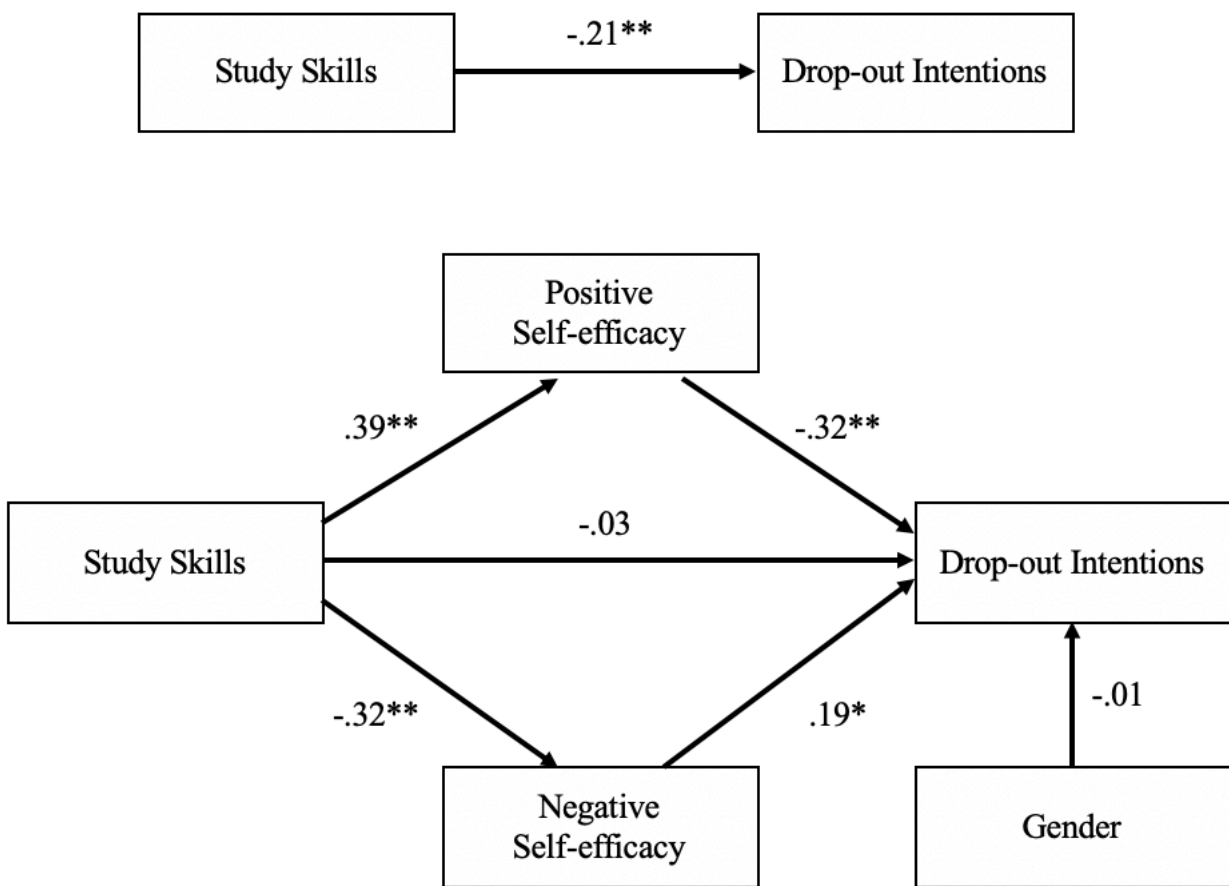 -.21**
Study Skills
Drop-out Intentions
Positive
Self-efficacy
.39**
-.32**
-.03
Study Skills
Drop-out Intentions
-.32**
.19*
-.01
Negative
Self-efficacy
Gender